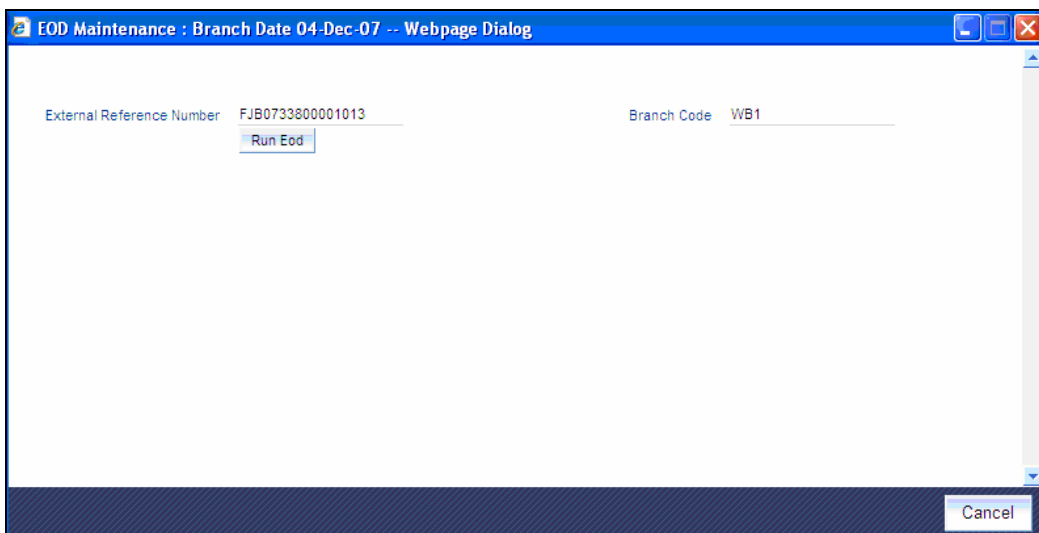 EOD Maintenance : Branch Date 04-Dec-07 -- Webpage Dialog
External Reference Number FJB0733800001013 Branch Code WB1
Run Eod
Cancel